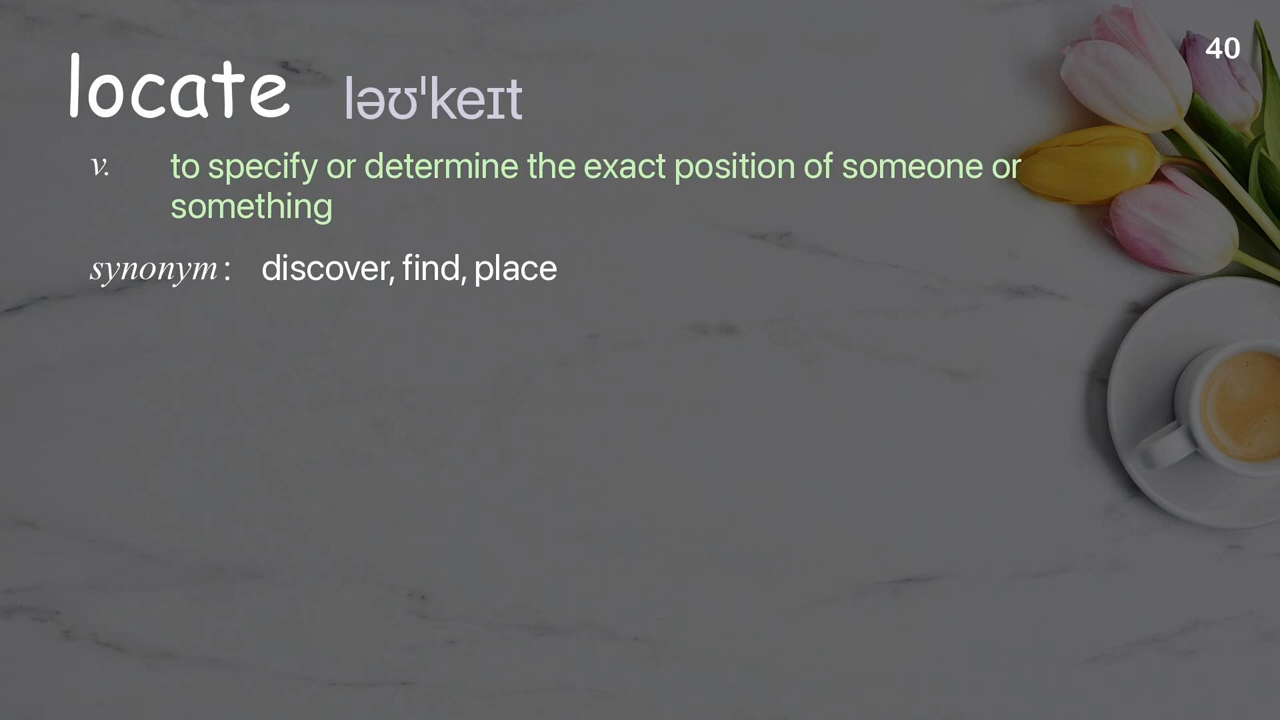 40
locate ləʊˈkeɪt
v. to specify or determine the exact position of someone or
something
synonym : discover, find, place